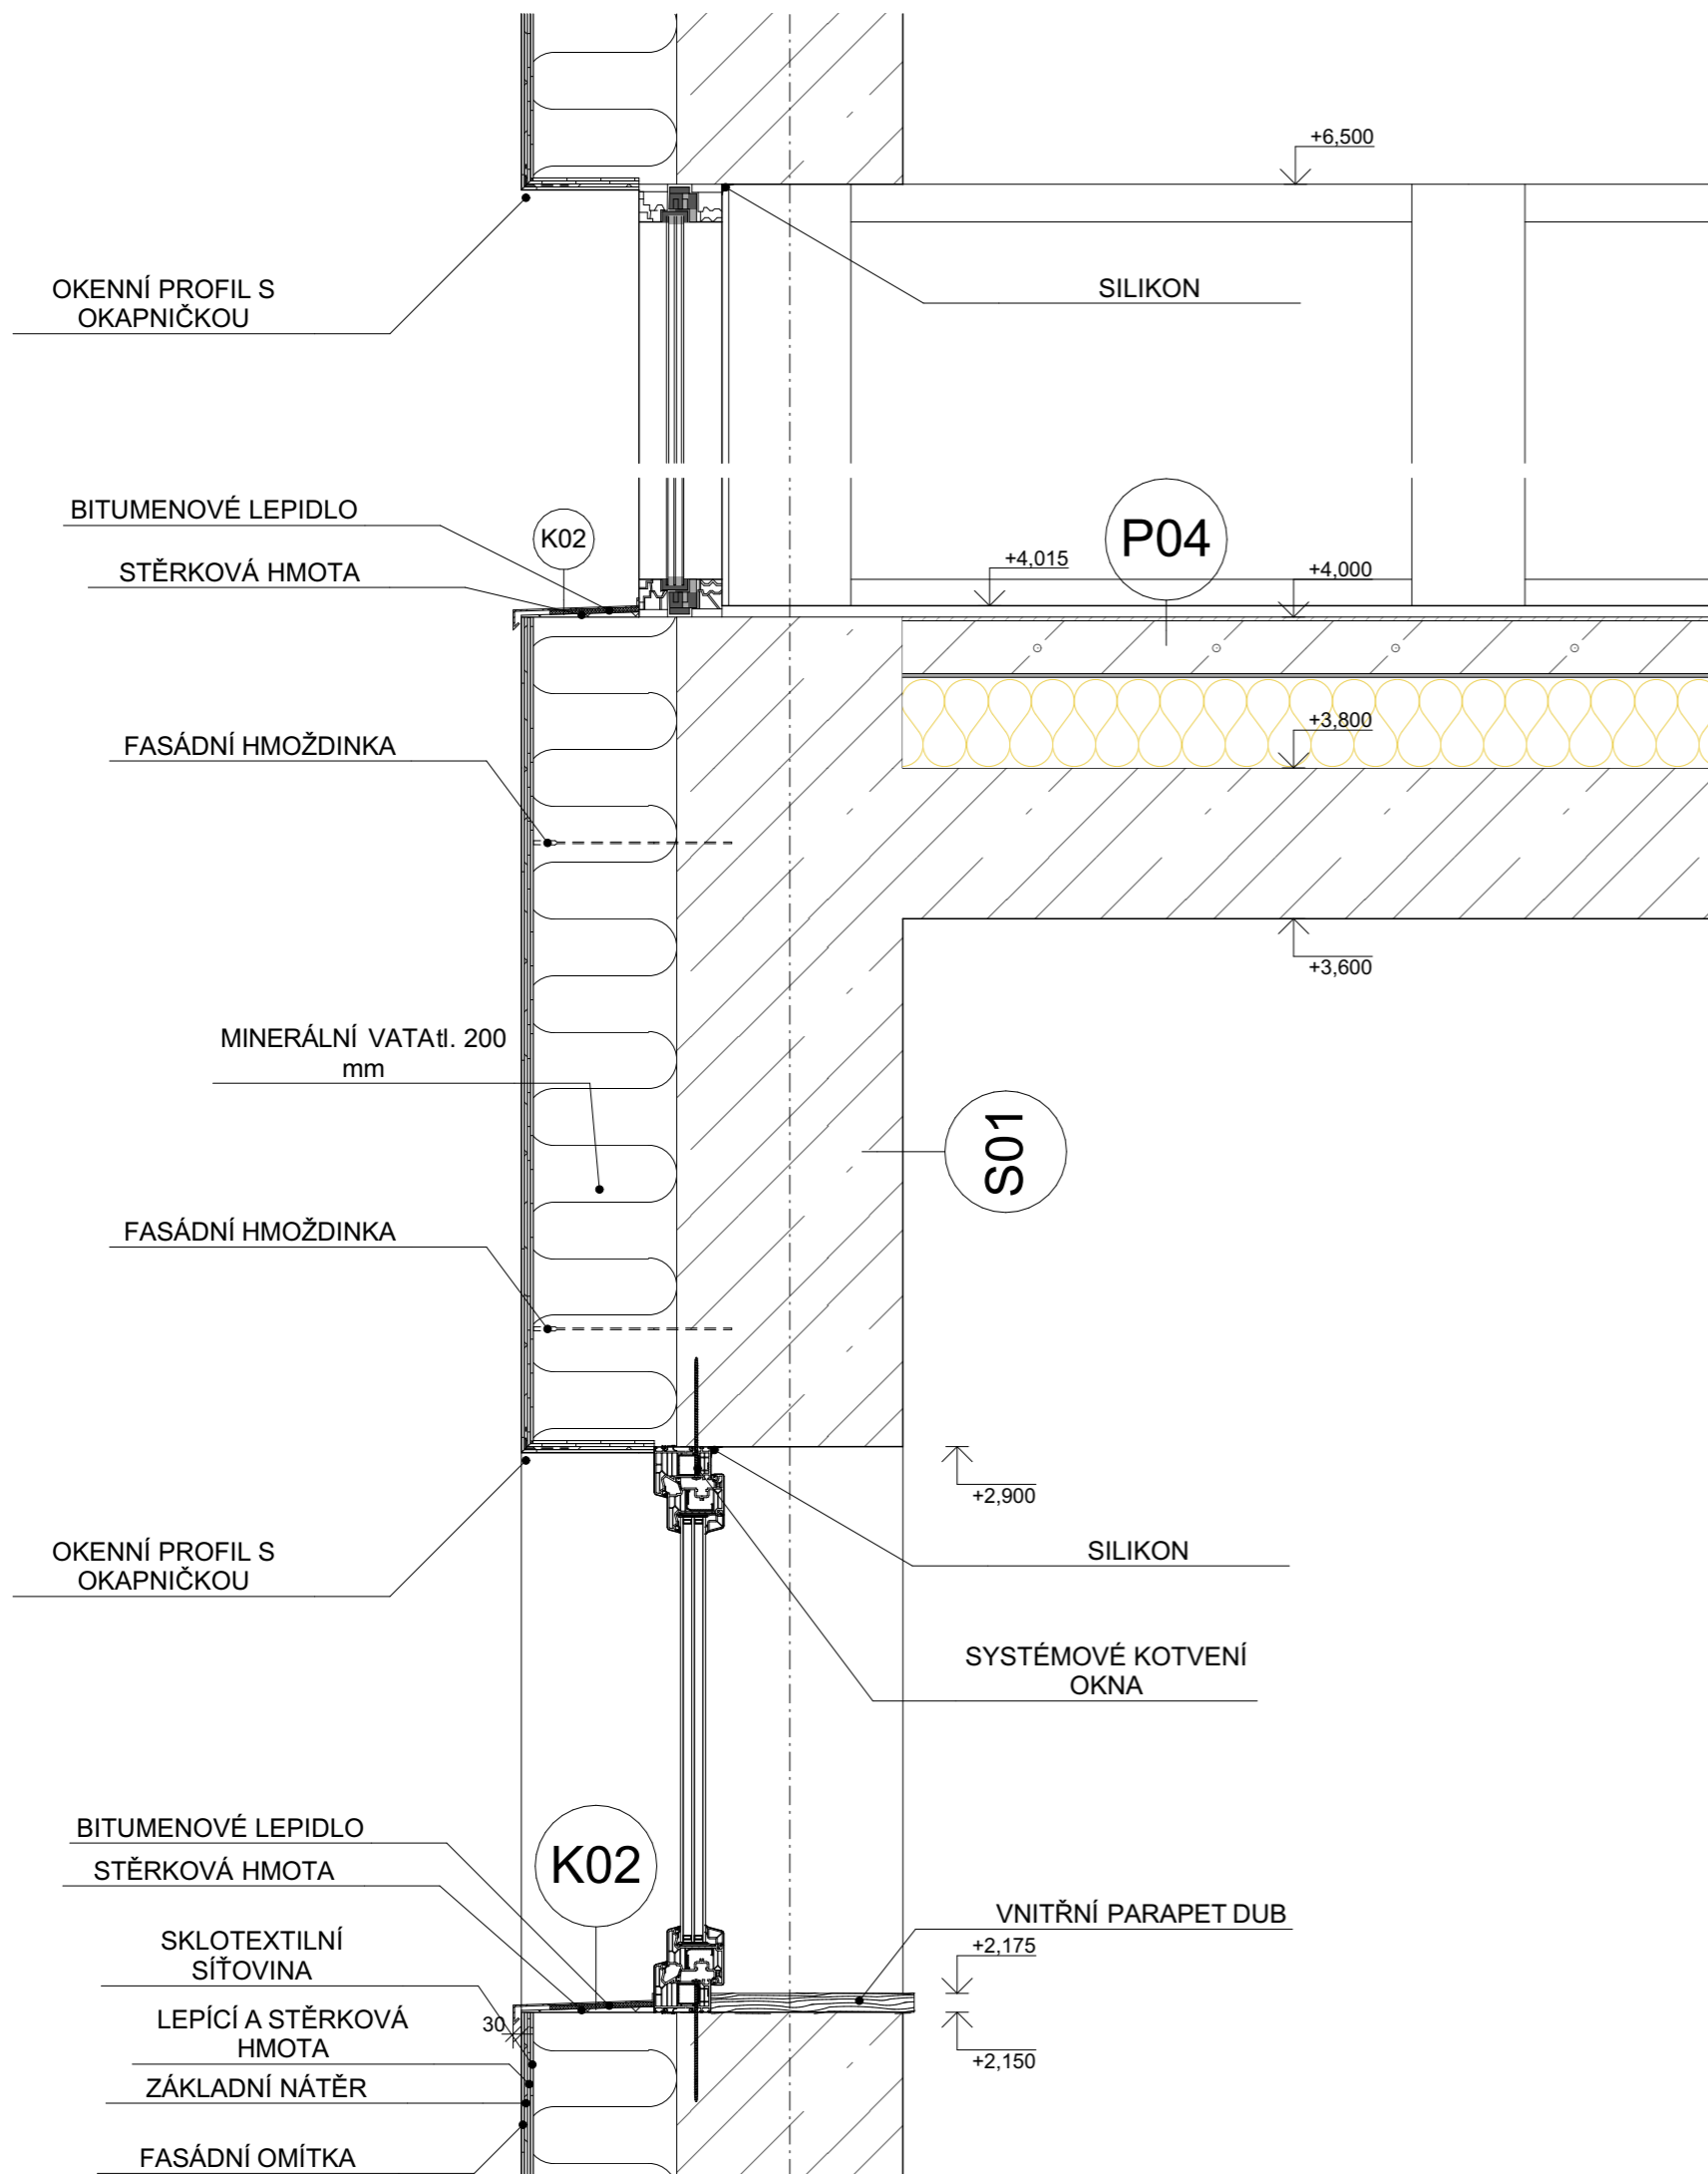 +6,500
OKENNÍ PROFIL S
OKAPNIČKOU
SILIKON
BITUMENOVÉ LEPIDLO
K02
P04
STĚRKOVÁ HMOTA
+4,015
+4,000
FASÁDNÍ HMOŽDINKA
+3,800
+3,600
MINERÁLNÍ VATAtl. 200
mm
S01
FASÁDNÍ HMOŽDINKA
+2,900
OKENNÍ PROFIL S
OKAPNIČKOU
SILIKON
SYSTÉMOVÉ KOTVENÍ
OKNA
BITUMENOVÉ LEPIDLO
K02
STĚRKOVÁ HMOTA
VNITŘNÍ PARAPET DUB
SKLOTEXTILNÍ
SÍŤOVINA
+2,175
LEPÍCÍ A STĚRKOVÁ
HMOTA
30
+2,150
ZÁKLADNÍ NÁTĚR
FASÁDNÍ OMÍTKA